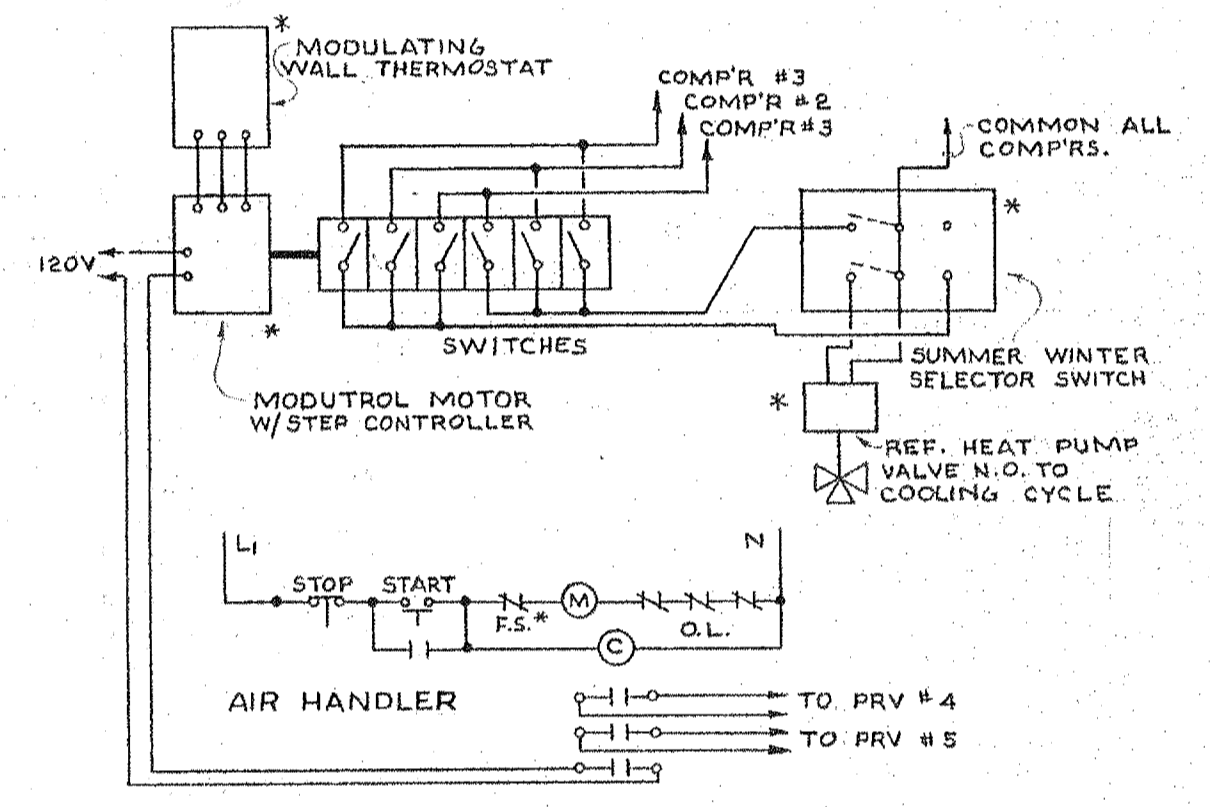 *
MODULATING
WALL THERMOSTAT
COMP'R #3
COMP'R #2
COMP'R #3
COMMON ALL
COMP'RS.
*
120V
*
SWITCHES
SUMMER WINTER
SELECTOR SWITCH
MODUTROL MOTOR
W/STEP CONTROLLER
*
REF. HEAT PUMP
VALVE N.O. TO
COOLING CYCLE
L1
N
STOP
START
M
F.S.*
O.L.
C
AIR HANDLER
TO PRV #4
TO PRV #5